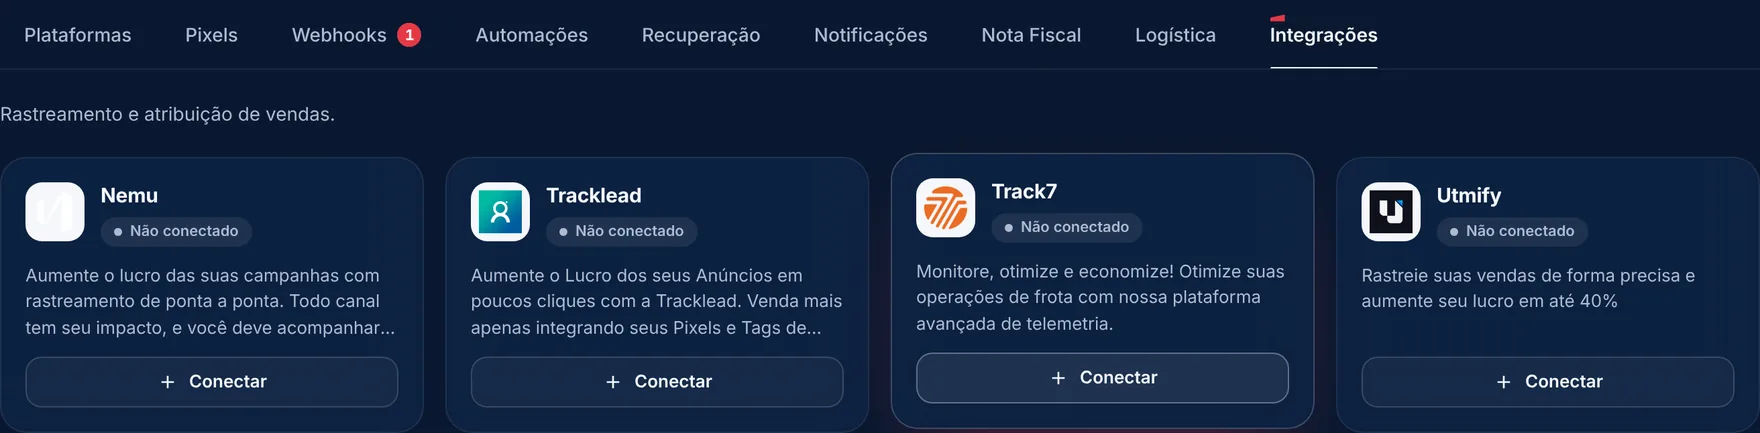 Plataformas Pixels Webhooks 1 Automações Recuperação Notificações Nota Fiscal Logística Integrações
Rastreamento e atribuição de vendas.
Nemu
Não conectado
Aumente o lucro das suas campanhas com
rastreamento de ponta a ponta. Todo canal
tem seu impacto, e você deve acompanhar...
+ Conectar
Tracklead
Não conectado
Aumente o Lucro dos seus Anúncios em
poucos cliques com a Tracklead. Venda mais
apenas integrando seus Pixels e Tags de...
+ Conectar
Track7
Não conectado
Monitore, otimize e economize! Otimize suas
operações de frota com nossa plataforma
avançada de telemetria.
+ Conectar
Utmify
Não conectado
Rastreie suas vendas de forma precisa e
aumente seu lucro em até 40%
+ Conectar